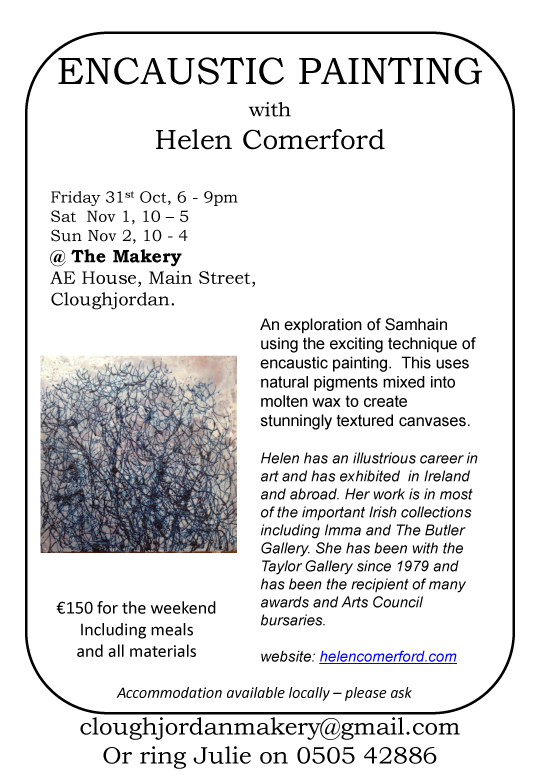 ENCAUSTIC PAINTING
with
Helen Comerford
Friday 31st Oct, 6 - 9pm
Sat  Nov 1, 10 – 5
Sun Nov 2, 10 - 4
@ The Makery
AE House, Main Street,
Cloughjordan.
An exploration of Samhain
using the exciting technique of
encaustic painting.  This uses
natural pigments mixed into
molten wax to create
stunningly textured canvases.
Helen has an illustrious career in
art and has exhibited  in Ireland
and abroad. Her work is in most
of the important Irish collections
including Imma and The Butler
Gallery. She has been with the
Taylor Gallery since 1979 and
has been the recipient of many
awards and Arts Council
bursaries.
website: helencomerford.com
€150 for the weekend
Including meals
and all materials
Accommodation available locally – please ask
cloughjordanmakery@gmail.com
Or ring Julie on 0505 42886